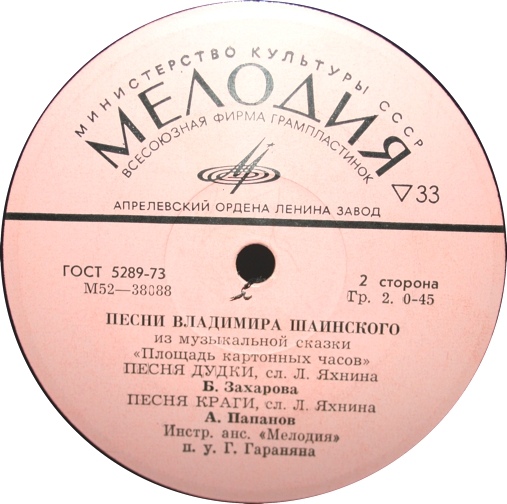 МИНИСТЕРСТВО КУЛЬТУРЫ СССР
МЕЛОДИЯ
ВСЕСОЮЗНАЯ ФИРМА ГРАМПЛАСТИНОК
▽33
АПРЕЛЕВСКИЙ ОРДЕНА ЛЕНИНА ЗАВОД
ГОСТ 5289-73
М52—38088
2 сторона
Гр. 2. 0-45
ПЕСНИ ВЛАДИМИРА ШАИНСКОГО
из музыкальной сказки
«Площадь картонных часов»
ПЕСНЯ ДУДКИ, сл. Л. Яхнина
Б. Захарова
ПЕСНЯ КРАГИ, сл. Л. Яхнина
А. Папанов
Инстр. анс. «Мелодия»
п. у. Г. Гараняна